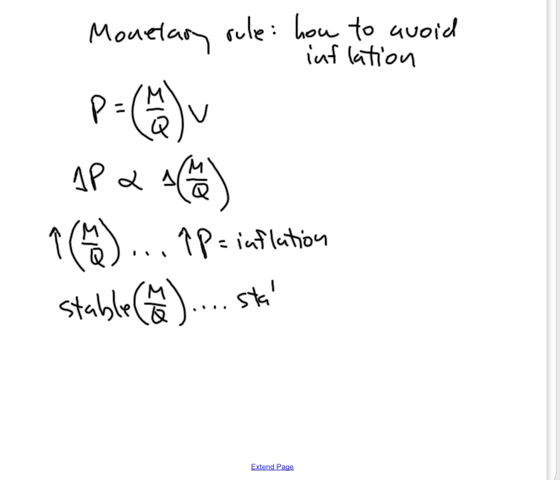 Monetary rule: how to avoid
inflation
P = (M/Q) V
ΔP ∝ Δ(M/Q)
↑(M/Q) ... ↑P = inflation
stable (M/Q) ....
Extend Page